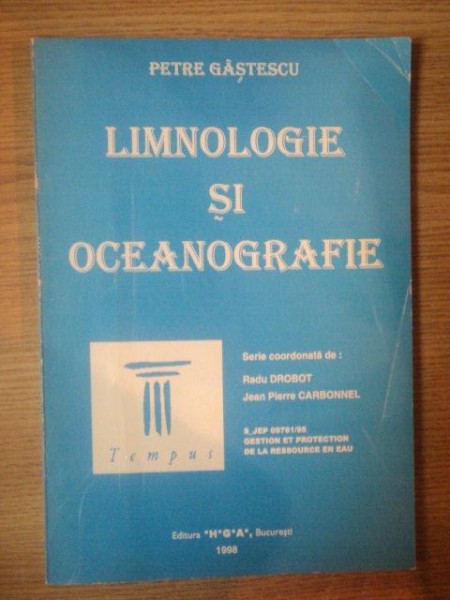 PETRE GÂȘTESCU
LIMNOLOGIE
ȘI
OCEANOGRAFIE
Serie coordonată de :
Radu DROBOT
Jean Pierre CARBONNEL
S_JEP 09781/95
GESTION ET PROTECTION
DE LA RESSOURCE EN EAU
Tempus
Editura "H*G*A", București
1998